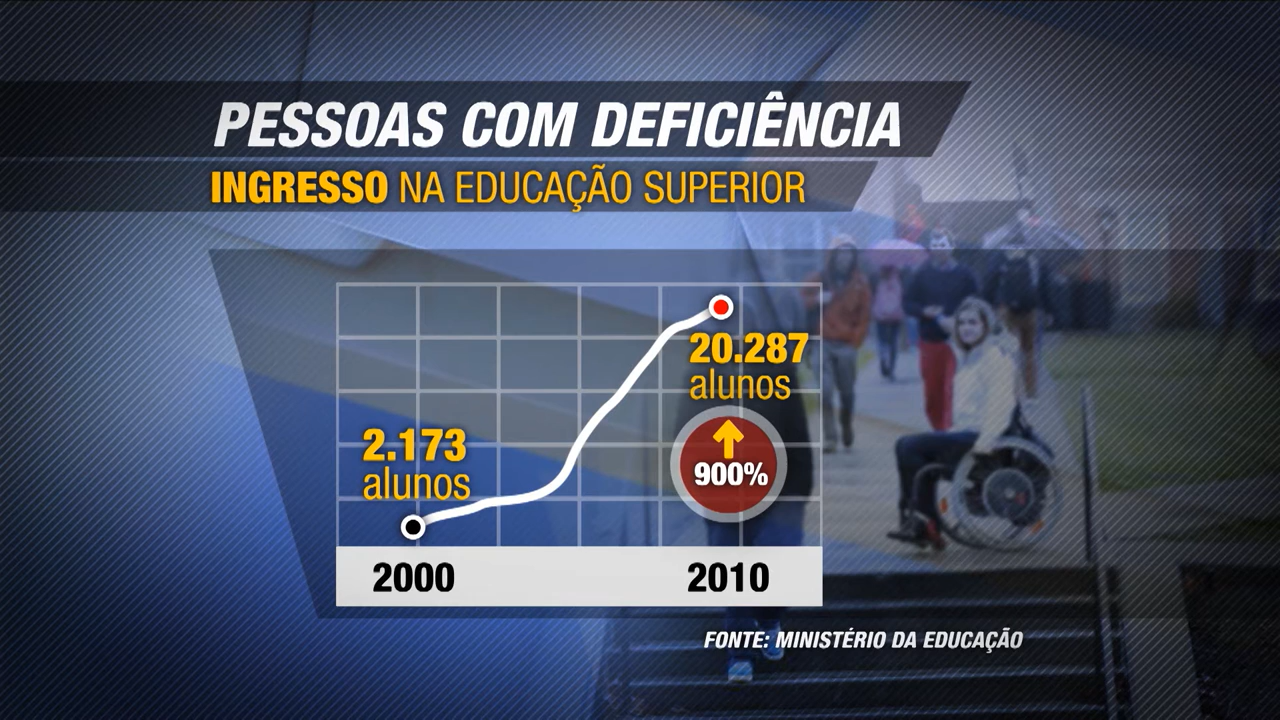 PESSOAS COM DEFICIÊNCIA
INGRESSO NA EDUCAÇÃO SUPERIOR
20.287
alunos
2.173
alunos
900%
2000 2010
FONTE: MINISTÉRIO DA EDUCAÇÃO